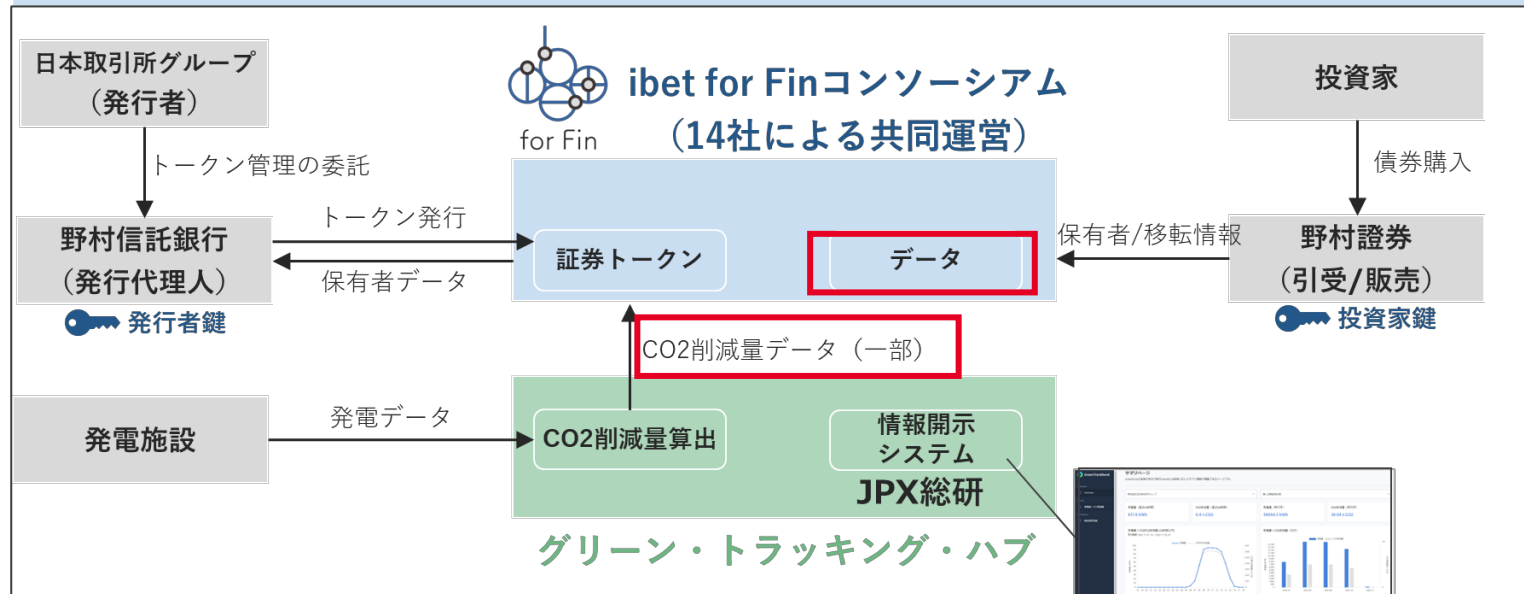 日本取引所グループ
（発行者）
for Fin
ibet for Finコンソーシアム
（14社による共同運営）
投資家
トークン管理の委託
債券購入
野村信託銀行
（発行代理人）
発行者鍵
トークン発行
保有者データ
証券トークン
データ
保有者/移転情報
野村證券
（引受/販売）
投資家鍵
CO2削減量データ（一部）
発電施設
発電データ
CO2削減量算出
情報開示
システム
JPX総研
グリーン・トラッキング・ハブ
サマリページ